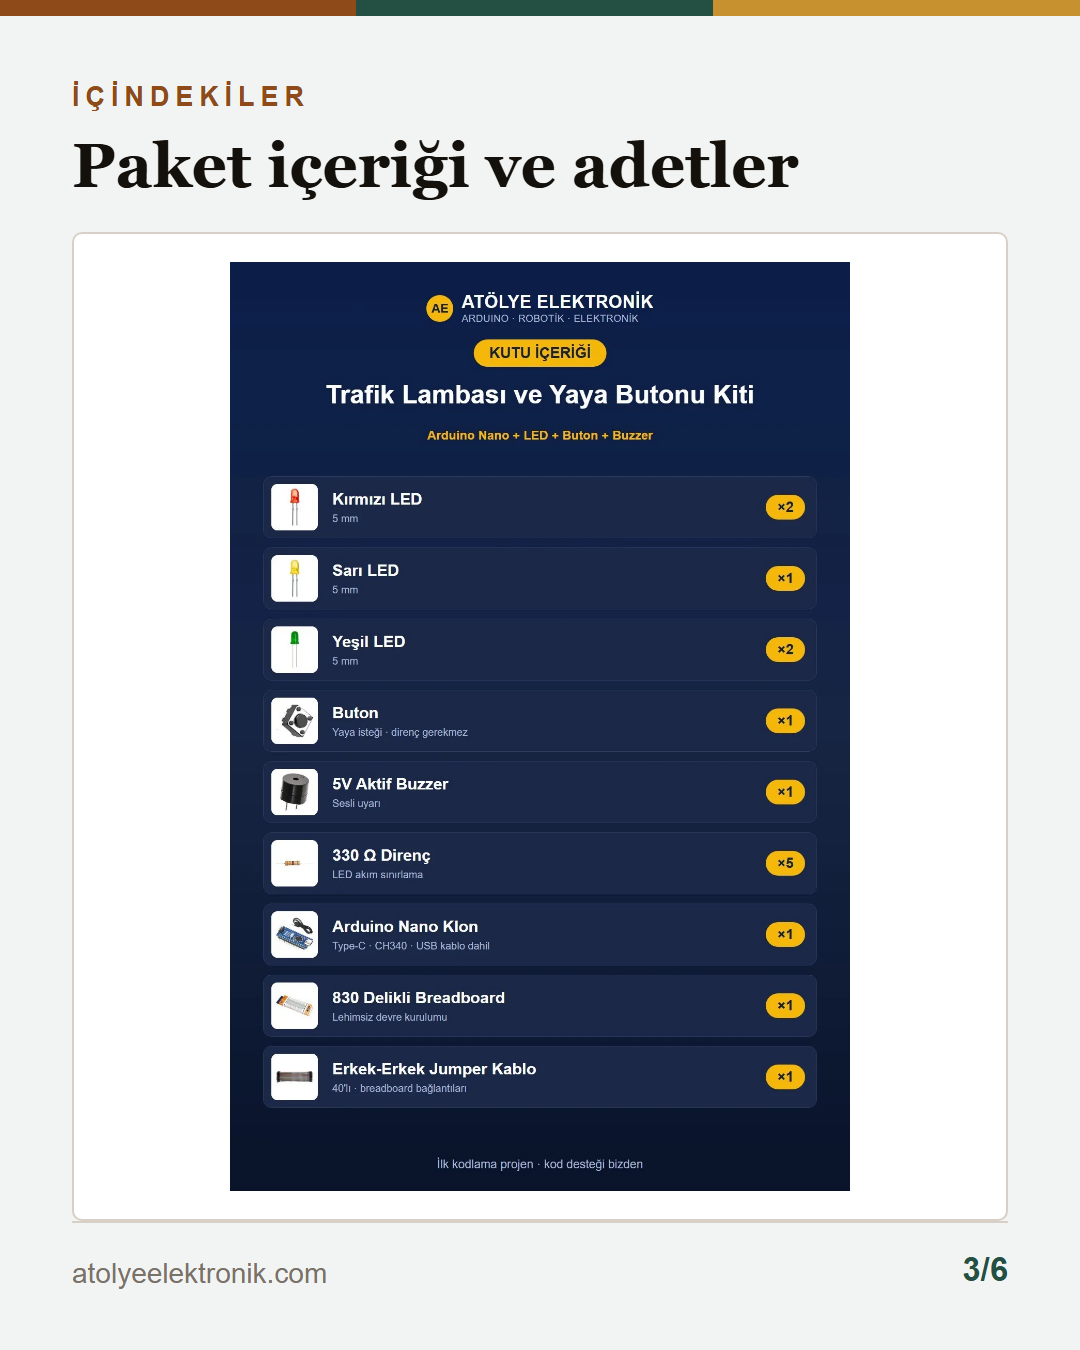 İÇİNDEKİLER
Paket içeriği ve adetler
AE
ATÖLYE ELEKTRONİK
ARDUINO · ROBOTİK · ELEKTRONİK
KUTU İÇERİĞİ
Trafik Lambası ve Yaya Butonu Kiti
Arduino Nano + LED + Buton + Buzzer
Kırmızı LED
5 mm
×2
Sarı LED
5 mm
×1
Yeşil LED
5 mm
×2
Buton
Yaya isteği · direnç gerekmez
×1
5V Aktif Buzzer
Sesli uyarı
×1
330 Ω Direnç
LED akım sınırlama
×5
Arduino Nano Klon
Type-C · CH340 · USB kablo dahil
×1
830 Delikli Breadboard
Lehimsiz devre kurulumu
×1
Erkek-Erkek Jumper Kablo
40'lı · breadboard bağlantıları
×1
İlk kodlama projen · kod desteği bizden
atolyeelektronik.com
3/6